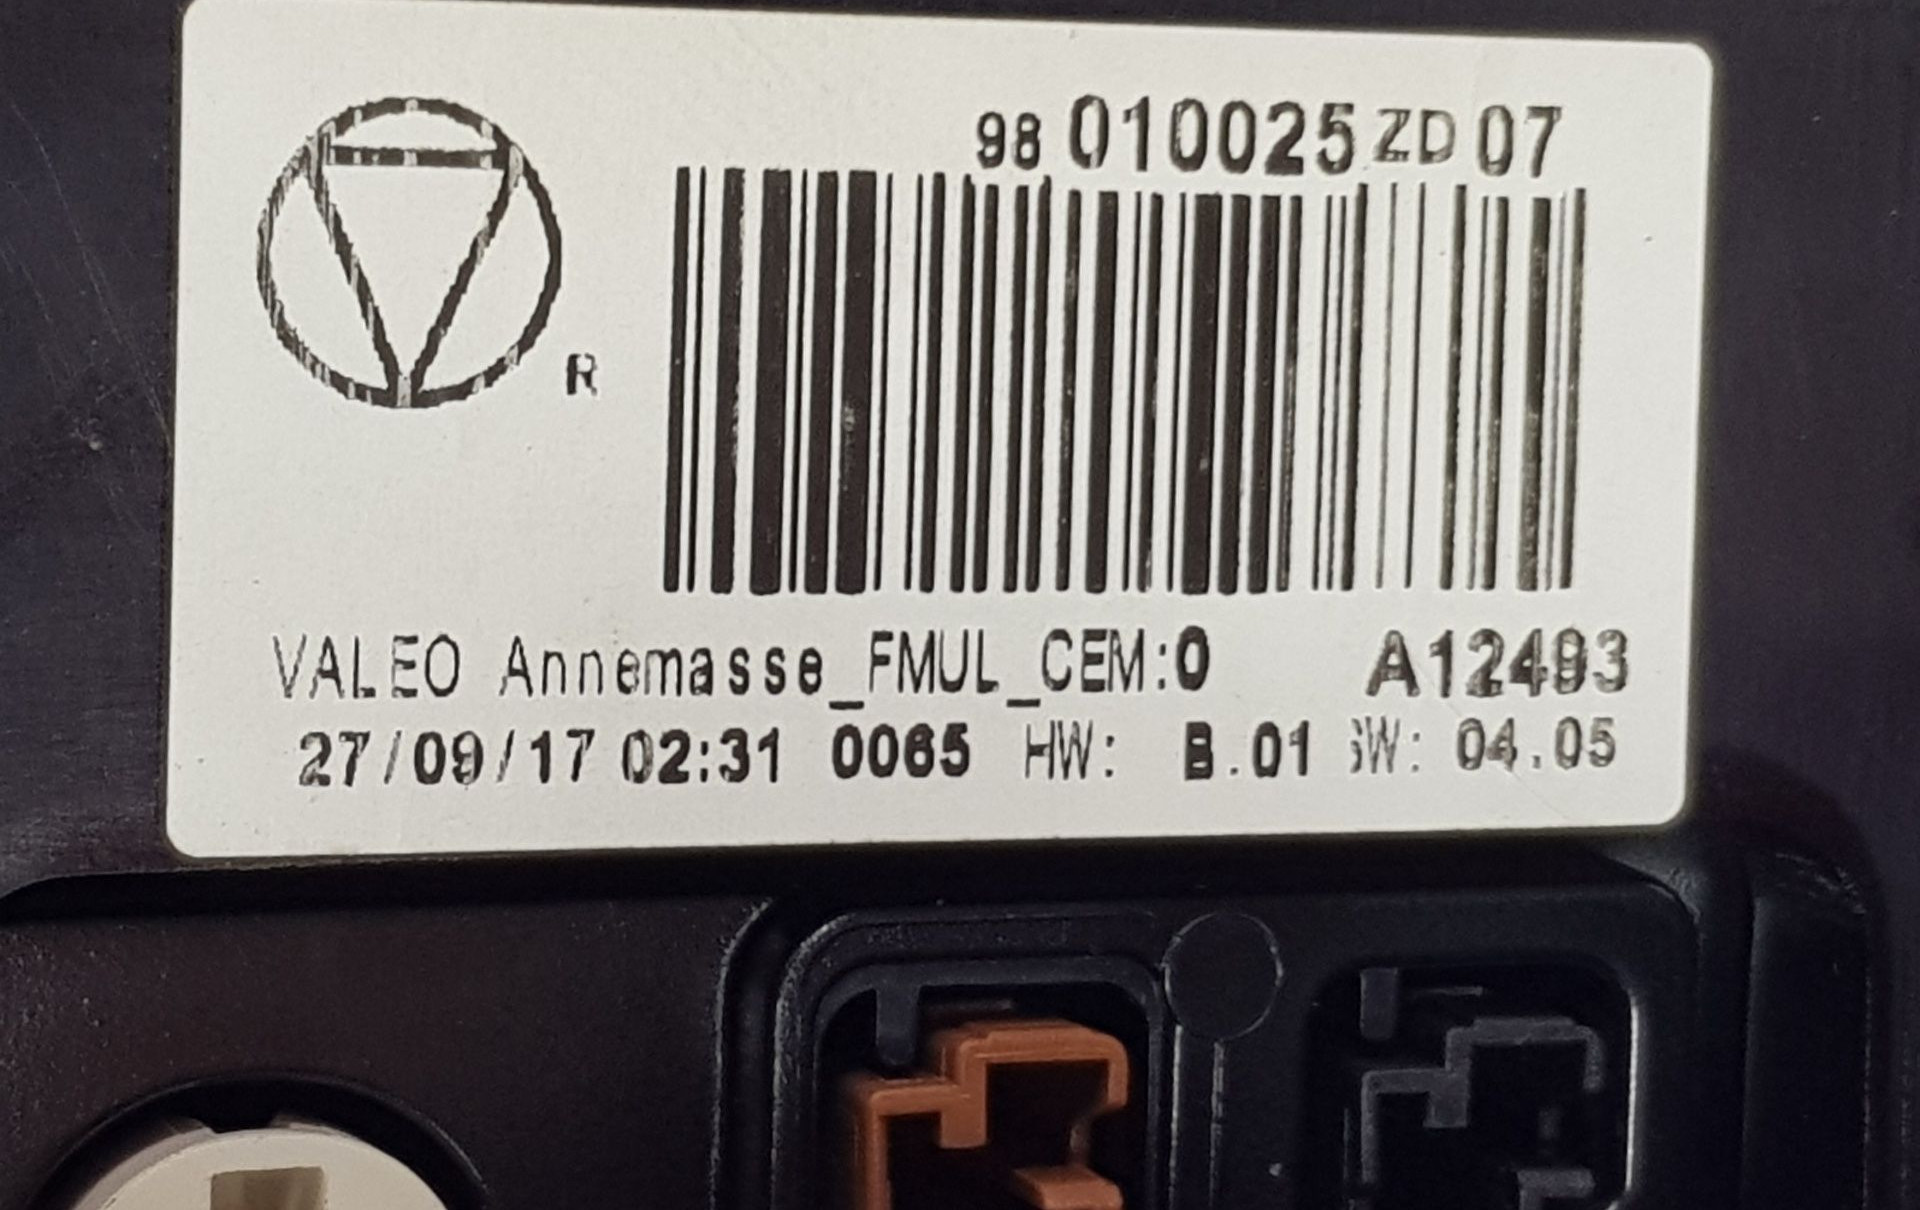 98 010025 ZD 07
R
VALEO Annemasse_FMUL_CEM:0 A12493
27/09/17 02:31 0065 HW: B.01 SW: 04.05